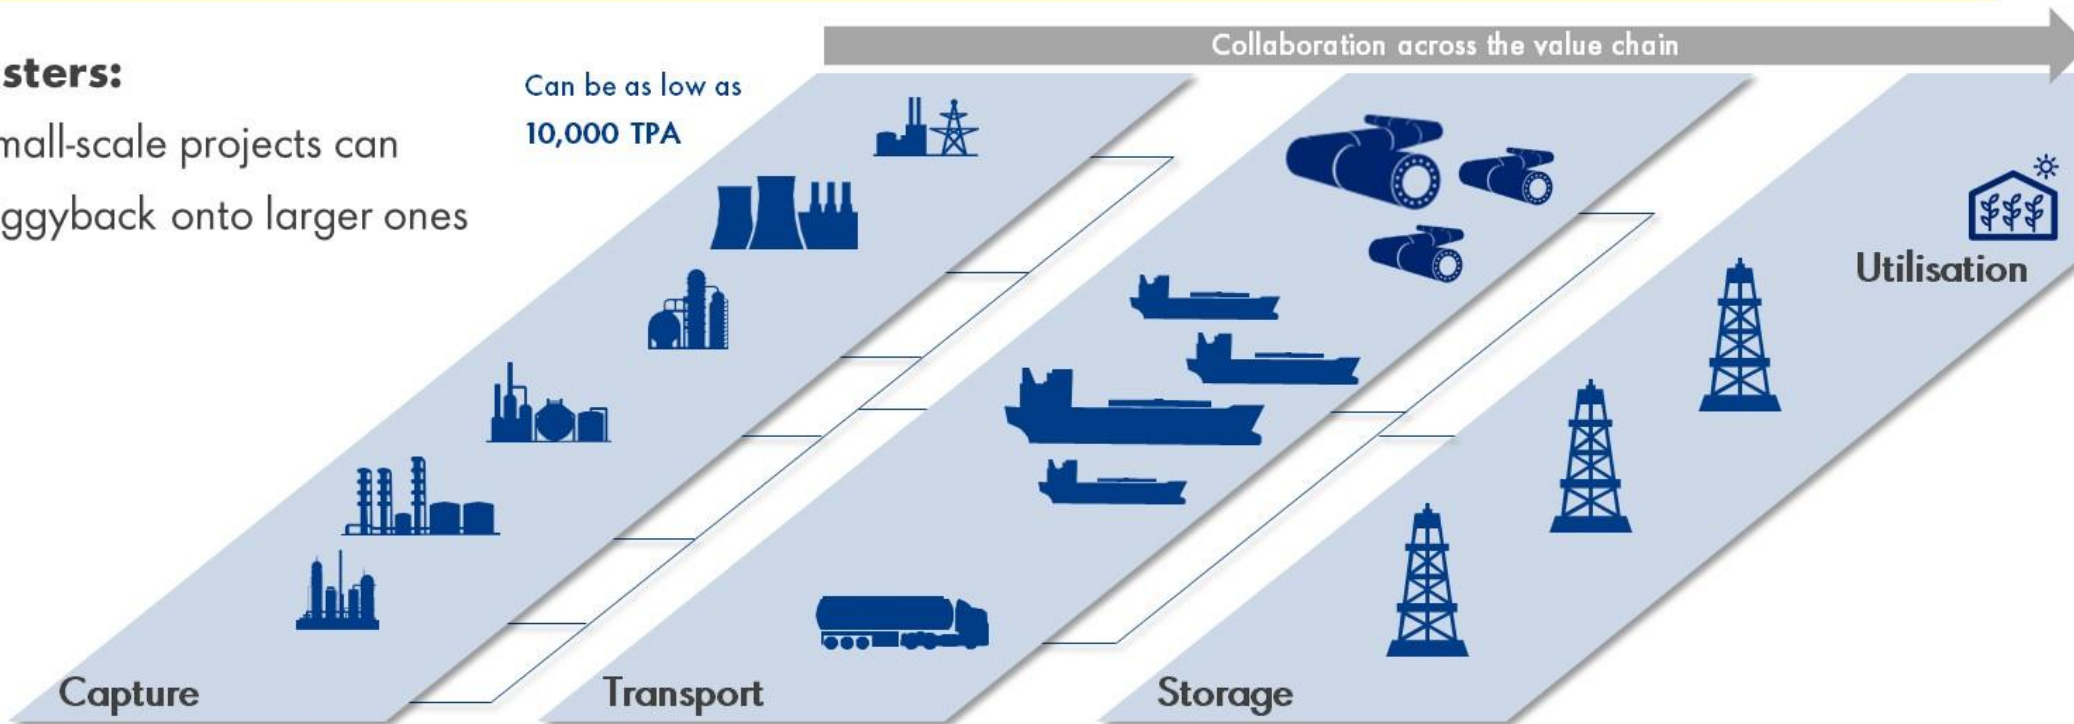 Collaboration across the value chain
sters:
mall-scale projects can
ggyback onto larger ones
Can be as low as
10,000 TPA
Utilisation
Capture
Transport
Storage